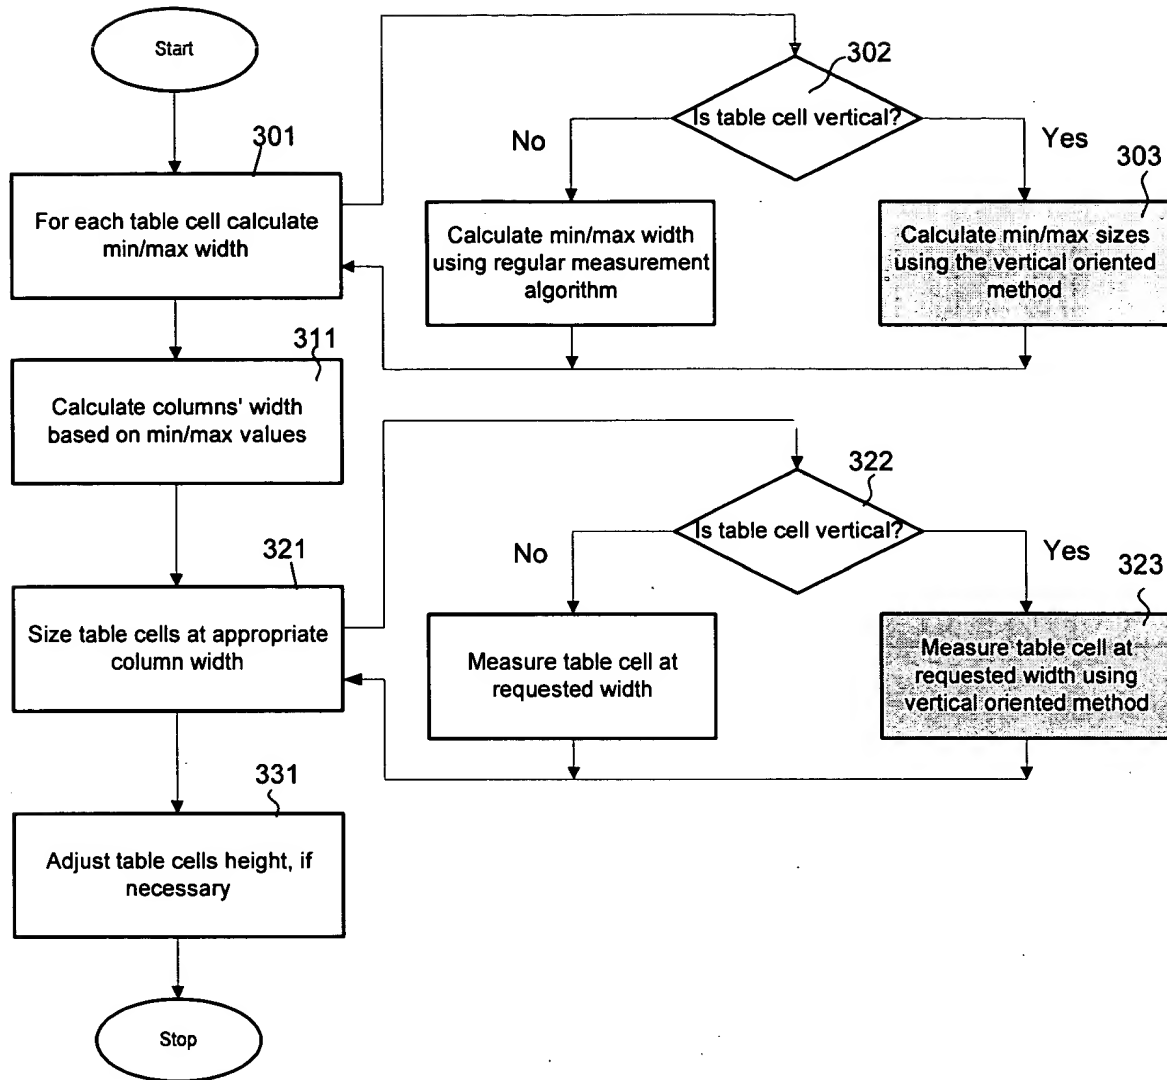 Start
301
For each table cell calculate
min/max width
302
Is table cell vertical?
No
Yes
Calculate min/max width
using regular measurement
algorithm
303
Calculate min/max sizes
using the vertical oriented
method
311
Calculate columns' width
based on min/max values
321
Size table cells at appropriate
column width
322
Is table cell vertical?
No
Yes
Measure table cell at
requested width
323
Measure table cell at
requested width using
vertical oriented method
331
Adjust table cells height, if
necessary
Stop